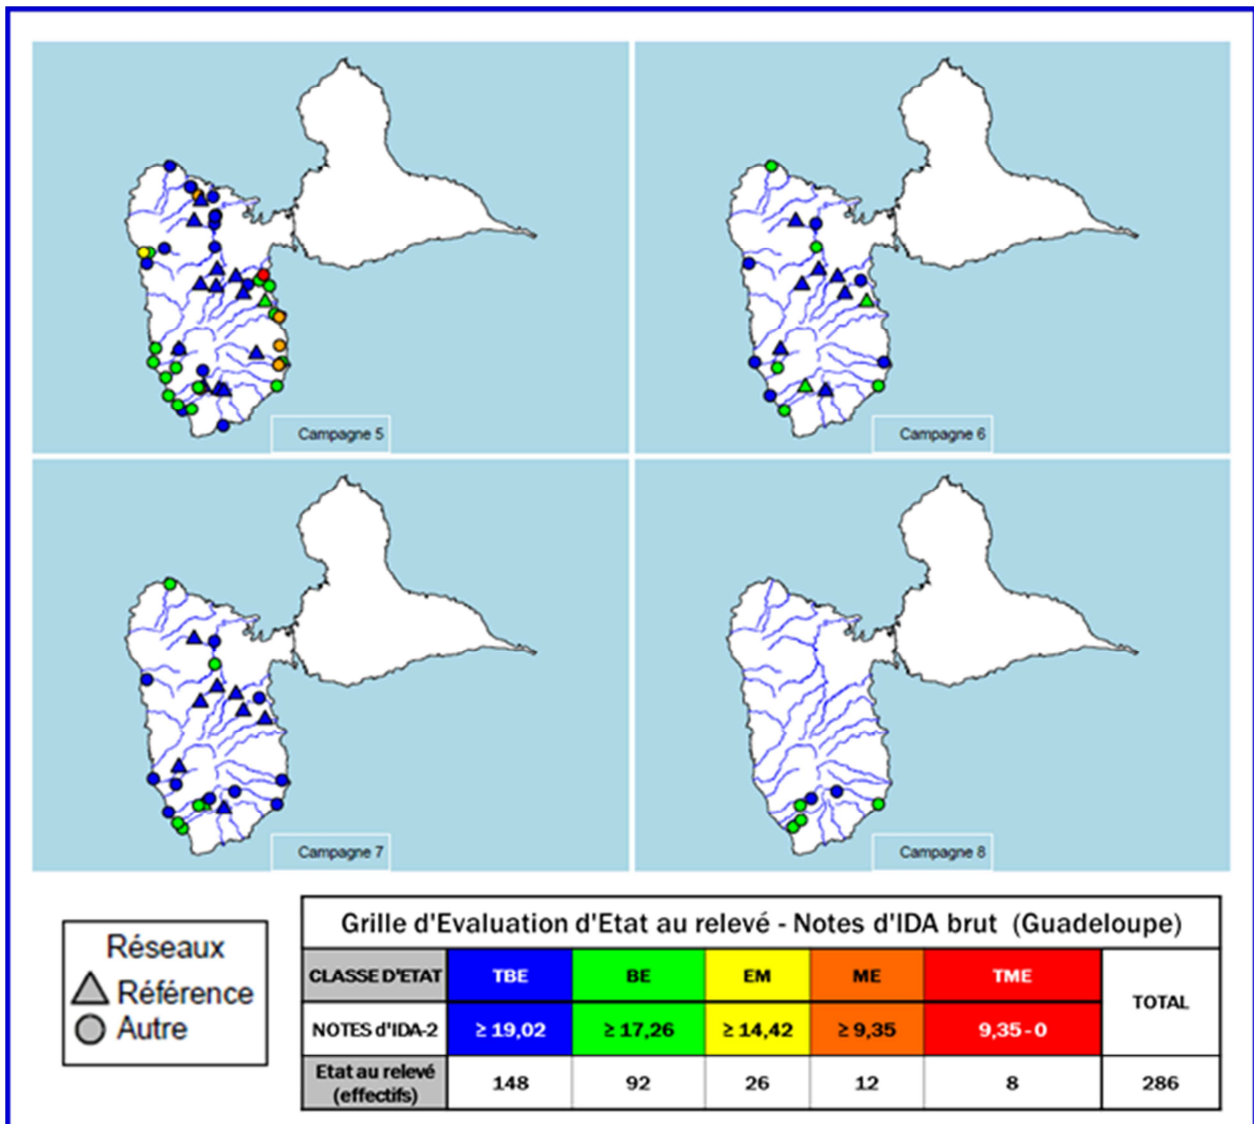 Campagne 5
Campagne 6
Campagne 7
Campagne 8
Réseaux
Référence
Autre
Grille d'Evaluation d'Etat au relevé - Notes d'IDA brut (Guadeloupe)
CLASSE D'ETAT TBE BE EM ME TME TOTAL
NOTES d'IDA-2 ≥ 19,02 ≥ 17,26 ≥ 14,42 ≥ 9,35 9,35-0
Etat au relevé (effectifs) 148 92 26 12 8 286